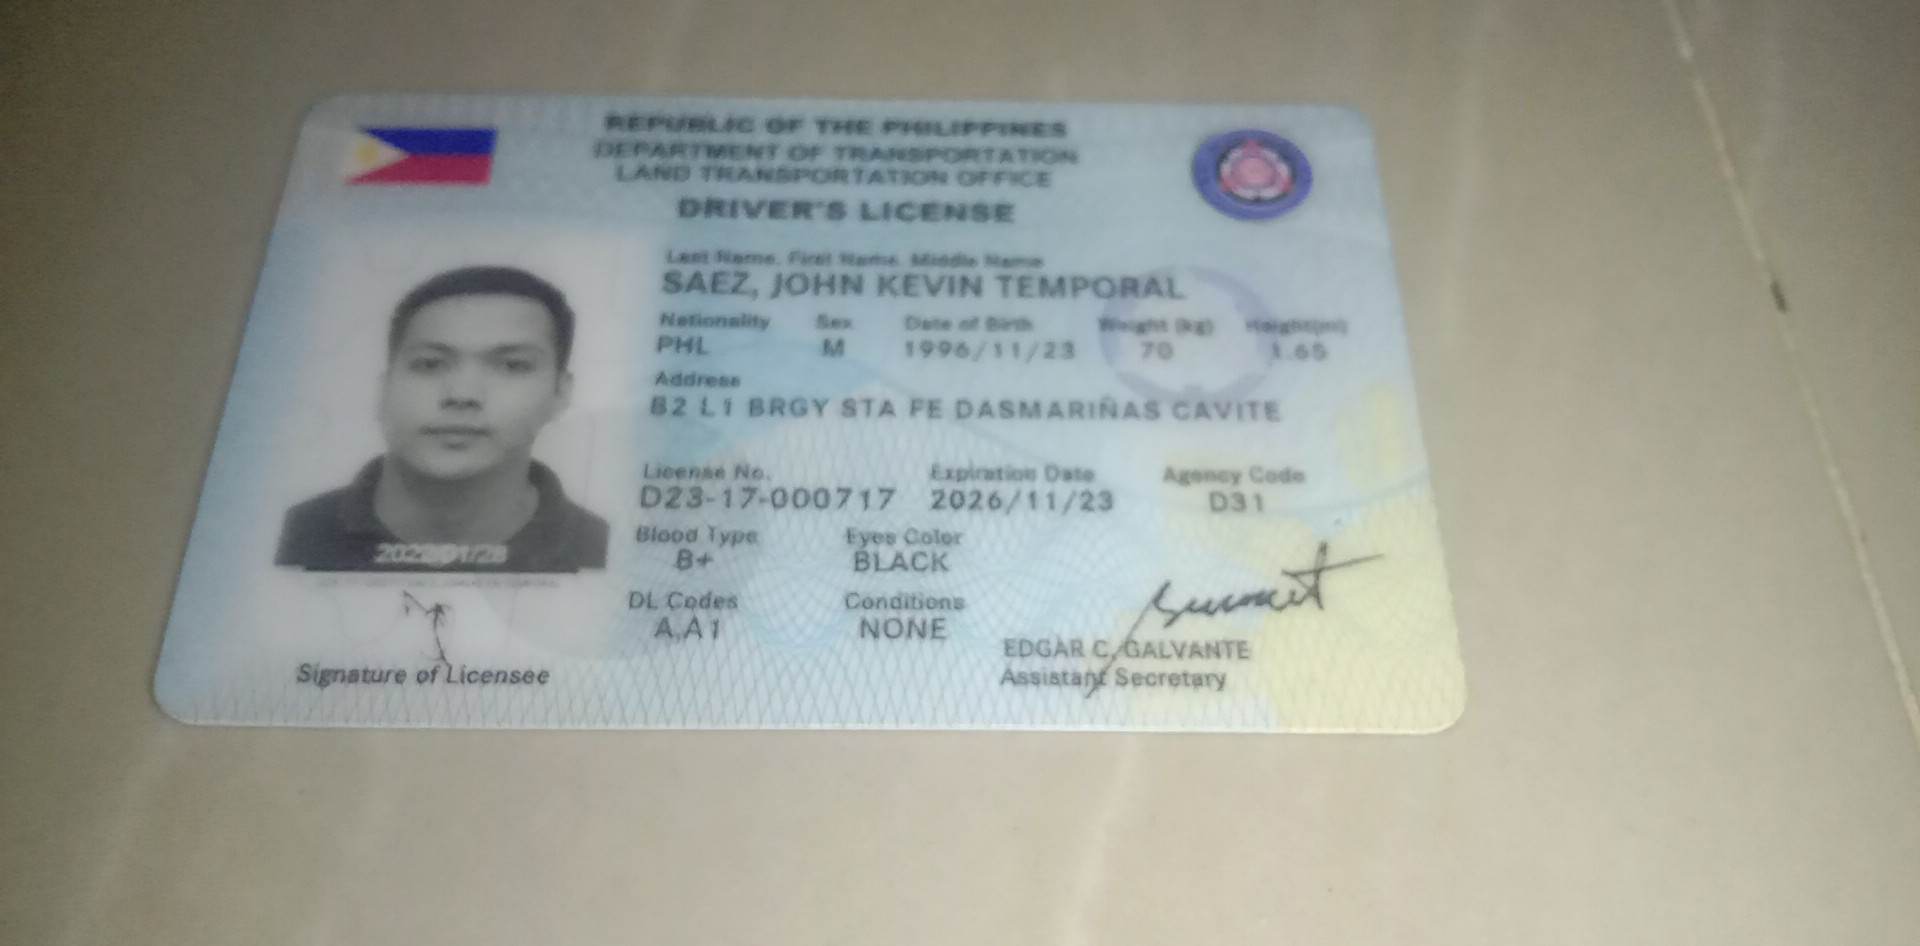 REPUBLIC OF THE PHILIPPINES
DEPARTMENT OF TRANSPORTATION
LAND TRANSPORTATION OFFICE
DRIVER'S LICENSE
Last Name, First Name, Middle Name
SAEZ, JOHN KEVIN TEMPORAL
Nationality Sex Date of Birth Weight (kg) Height(m)
PHL M 1996/11/23 70 1.65
Address
B2 L1 BRGY STA FE DASMARIÑAS CAVITE
License No. Expiration Date Agency Code
D23-17-000717 2026/11/23 D31
Blood Type Eyes Color
B+ BLACK
DL Codes Conditions
A,A1 NONE
EDGAR C. GALVANTE
Assistant Secretary
Signature of Licensee